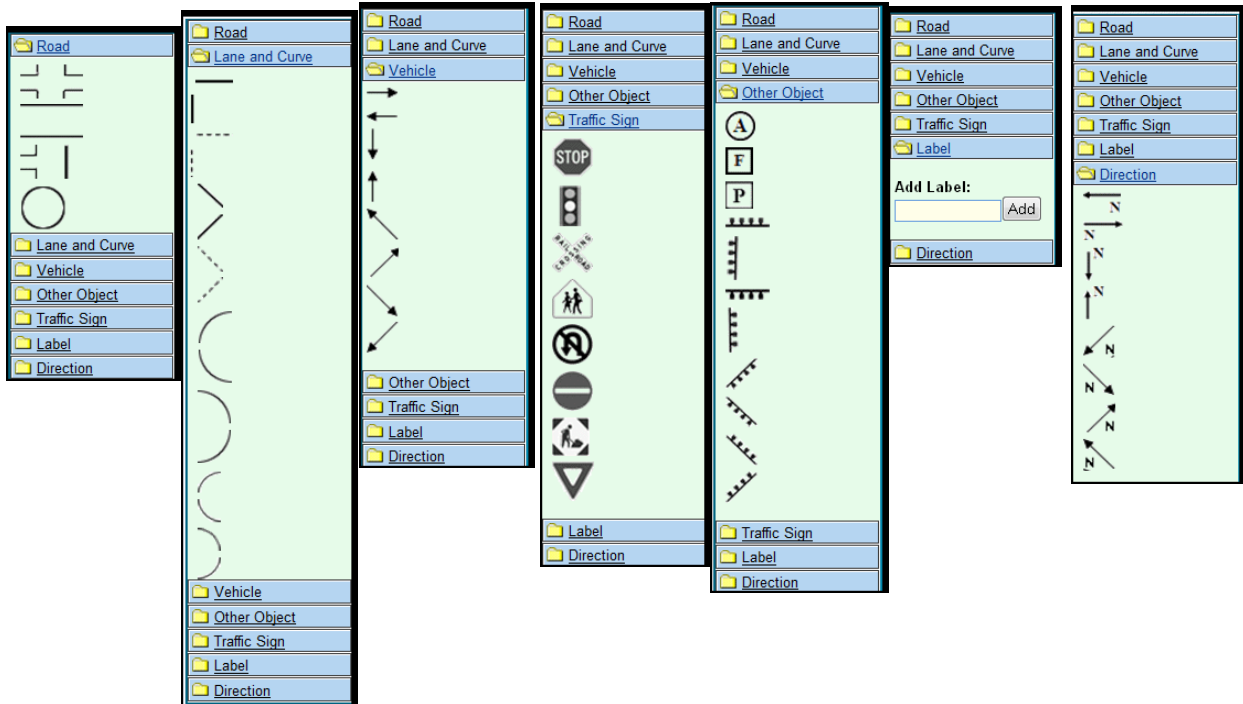 Road
Lane and Curve
Vehicle
Other Object
Traffic Sign
Label
Direction
Road
Lane and Curve
Vehicle
Other Object
Traffic Sign
Label
Direction
Road
Lane and Curve
Vehicle
Other Object
Traffic Sign
Label
Direction
Road
Lane and Curve
Vehicle
Other Object
Traffic Sign
STOP
RAIL CROSSING ROAD
Label
Direction
Road
Lane and Curve
Vehicle
Other Object
A
F
P
Traffic Sign
Label
Direction
Road
Lane and Curve
Vehicle
Other Object
Traffic Sign
Label
Add Label:
Add
Direction
Road
Lane and Curve
Vehicle
Other Object
Traffic Sign
Label
Direction
N
N
N
N
N
N
N
N